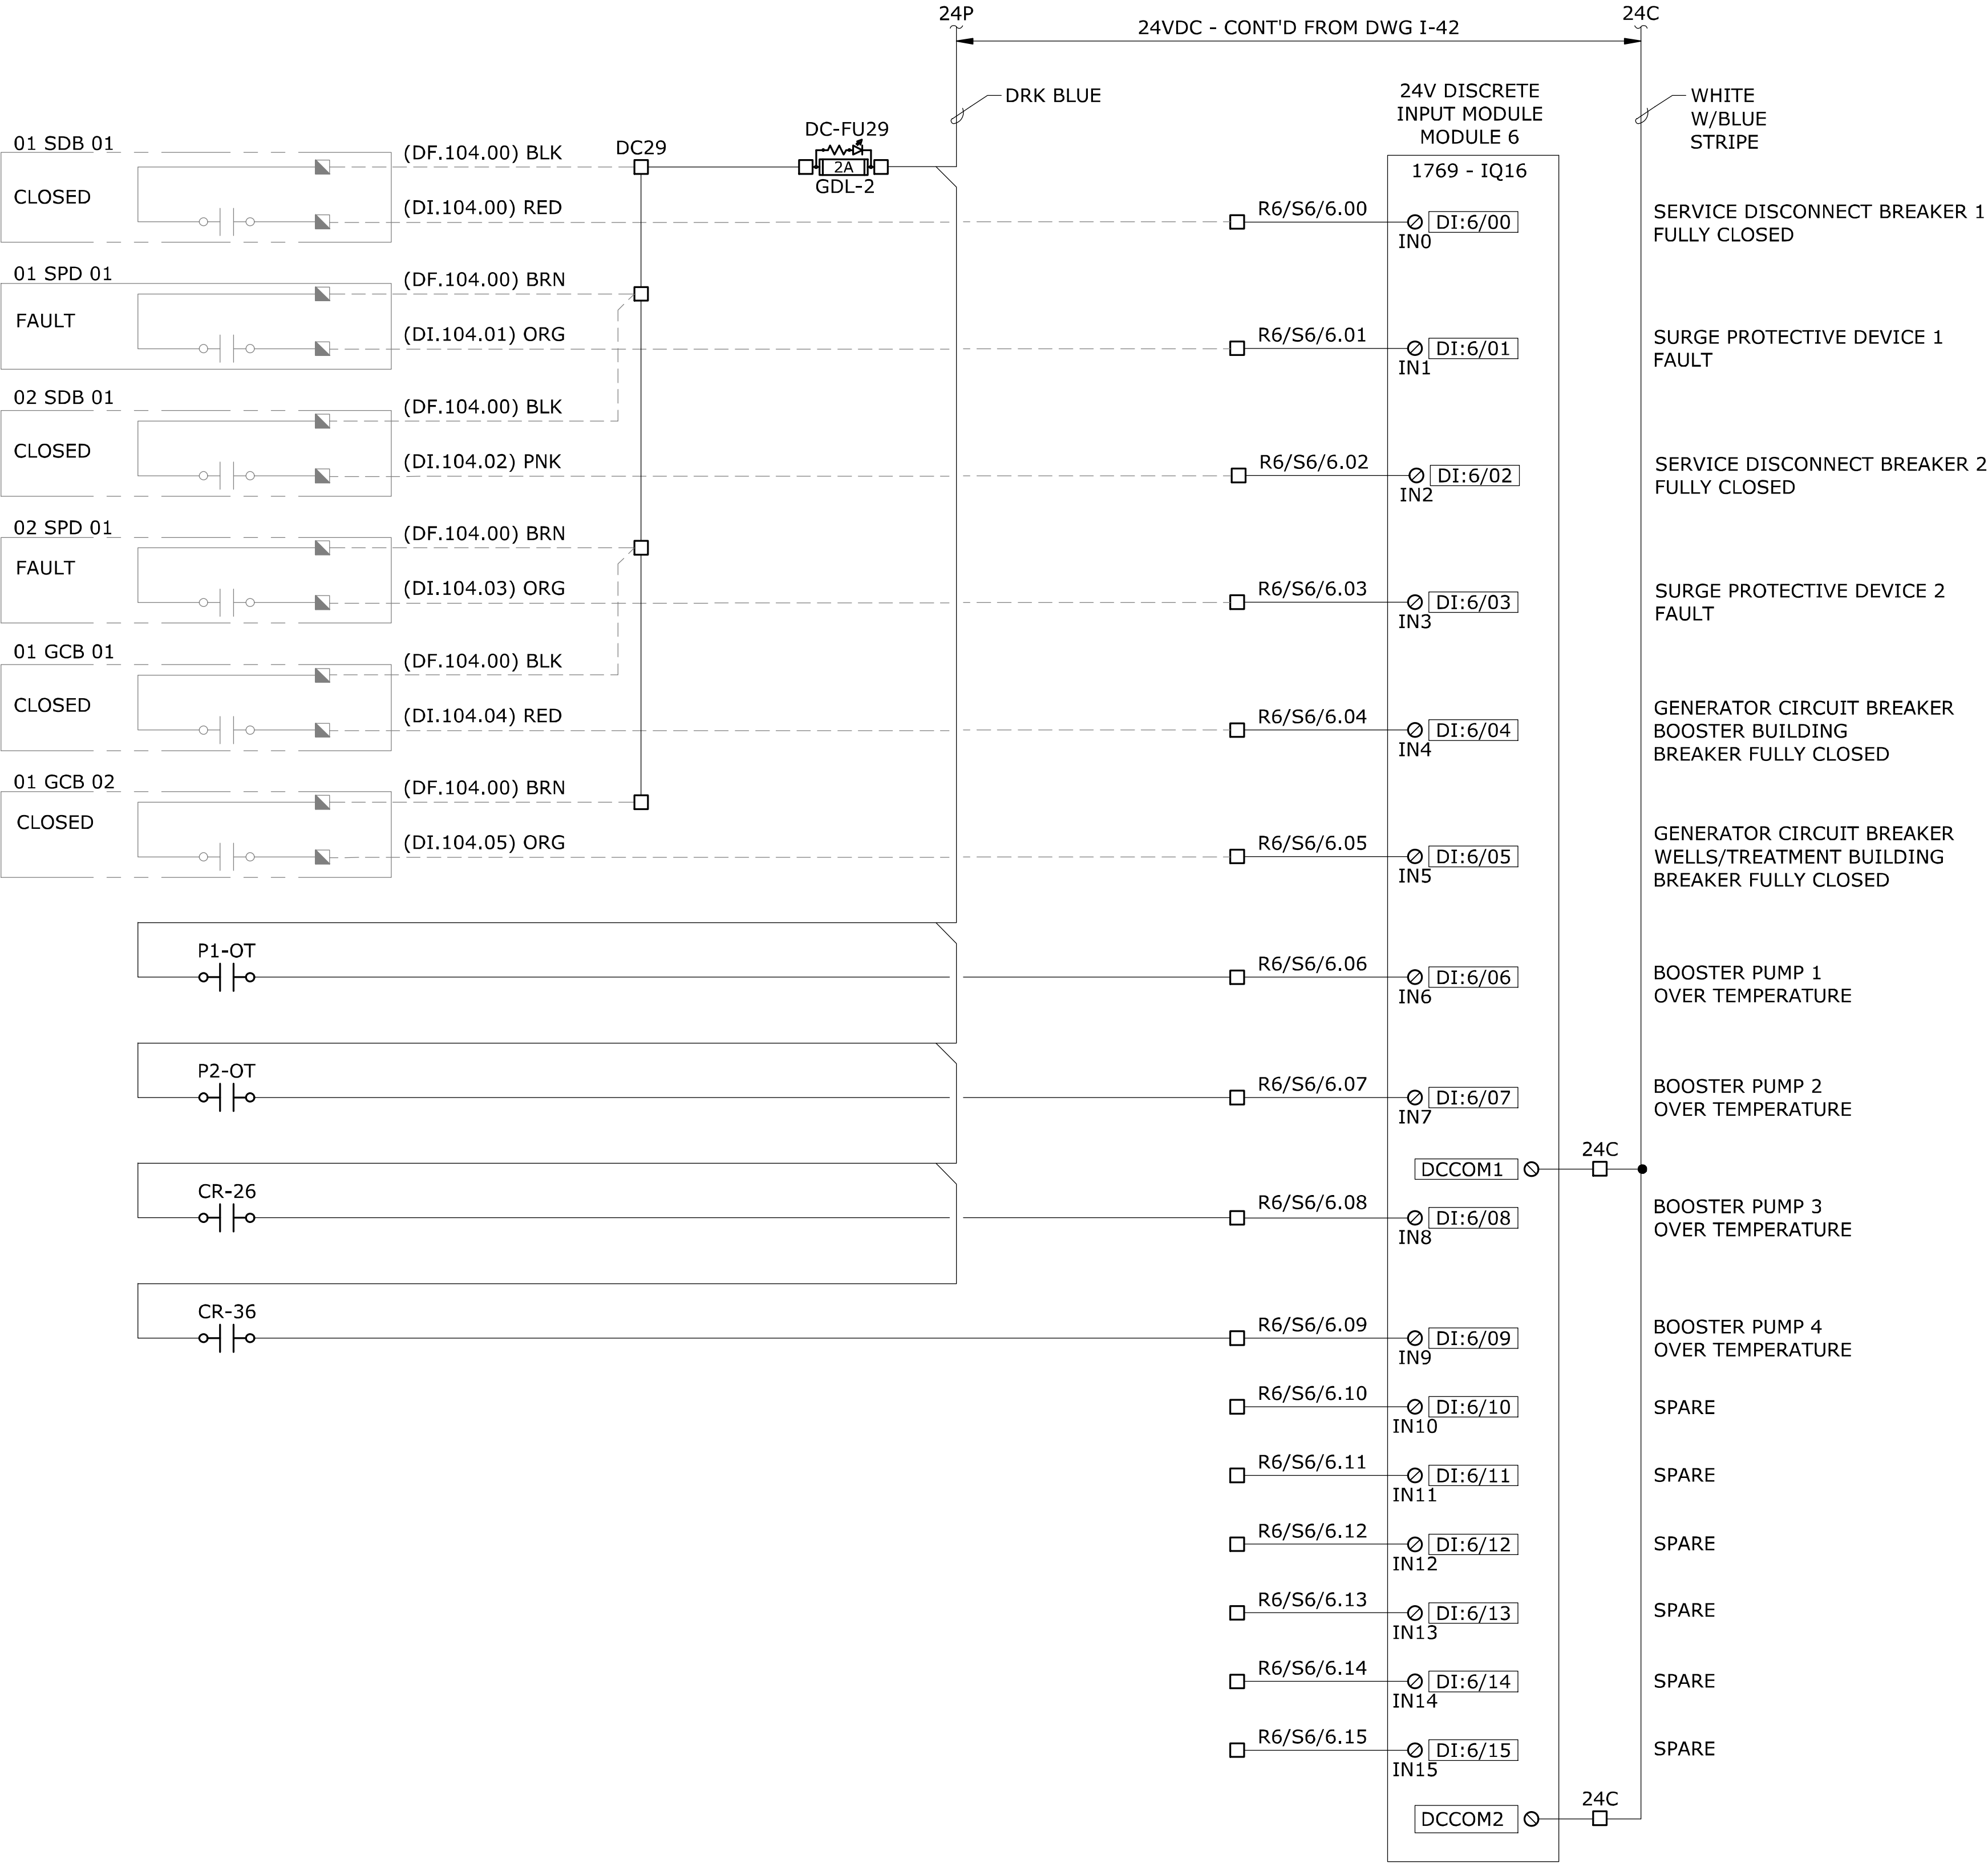 24P
24C
24VDC - CONT'D FROM DWG I-42
DRK BLUE
WHITE
W/BLUE
STRIPE
24V DISCRETE
INPUT MODULE
MODULE 6
1769 - IQ16
DC-FU29
2A
GDL-2
DC29
01 SDB 01
CLOSED
(DF.104.00) BLK
(DI.104.00) RED
R6/S6/6.00
DI:6/00
IN0
SERVICE DISCONNECT BREAKER 1
FULLY CLOSED
01 SPD 01
FAULT
(DF.104.00) BRN
(DI.104.01) ORG
R6/S6/6.01
DI:6/01
IN1
SURGE PROTECTIVE DEVICE 1
FAULT
02 SDB 01
CLOSED
(DF.104.00) BLK
(DI.104.02) PNK
R6/S6/6.02
DI:6/02
IN2
SERVICE DISCONNECT BREAKER 2
FULLY CLOSED
02 SPD 01
FAULT
(DF.104.00) BRN
(DI.104.03) ORG
R6/S6/6.03
DI:6/03
IN3
SURGE PROTECTIVE DEVICE 2
FAULT
01 GCB 01
CLOSED
(DF.104.00) BLK
(DI.104.04) RED
R6/S6/6.04
DI:6/04
IN4
GENERATOR CIRCUIT BREAKER
BOOSTER BUILDING
BREAKER FULLY CLOSED
01 GCB 02
CLOSED
(DF.104.00) BRN
(DI.104.05) ORG
R6/S6/6.05
DI:6/05
IN5
GENERATOR CIRCUIT BREAKER
WELLS/TREATMENT BUILDING
BREAKER FULLY CLOSED
P1-OT
R6/S6/6.06
DI:6/06
IN6
BOOSTER PUMP 1
OVER TEMPERATURE
P2-OT
R6/S6/6.07
DI:6/07
IN7
BOOSTER PUMP 2
OVER TEMPERATURE
DCCOM1
24C
CR-26
R6/S6/6.08
DI:6/08
IN8
BOOSTER PUMP 3
OVER TEMPERATURE
CR-36
R6/S6/6.09
DI:6/09
IN9
BOOSTER PUMP 4
OVER TEMPERATURE
R6/S6/6.10
DI:6/10
IN10
SPARE
R6/S6/6.11
DI:6/11
IN11
SPARE
R6/S6/6.12
DI:6/12
IN12
SPARE
R6/S6/6.13
DI:6/13
IN13
SPARE
R6/S6/6.14
DI:6/14
IN14
SPARE
R6/S6/6.15
DI:6/15
IN15
SPARE
DCCOM2
24C